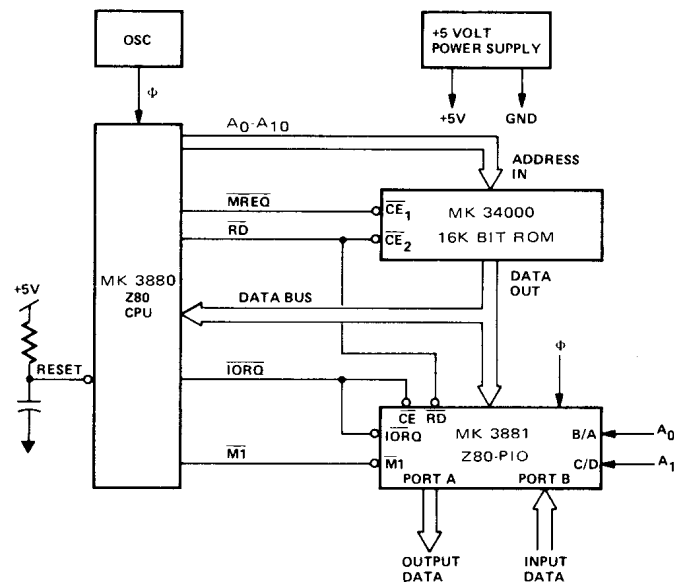 OSC
+5 VOLT
POWER SUPPLY
Φ
+5V
GND
A0-A10
ADDRESS
IN
MREQ
CE1
MK 34000
RD
CE2
16K BIT ROM
MK 3880
Z80
CPU
DATA
OUT
+5V
DATA BUS
RESET
IORQ
Φ
CE
RD
IORQ
MK 3881
B/A
A0
M1
M1
Z80-PIO
C/D
A1
PORT A
PORT B
OUTPUT
DATA
INPUT
DATA